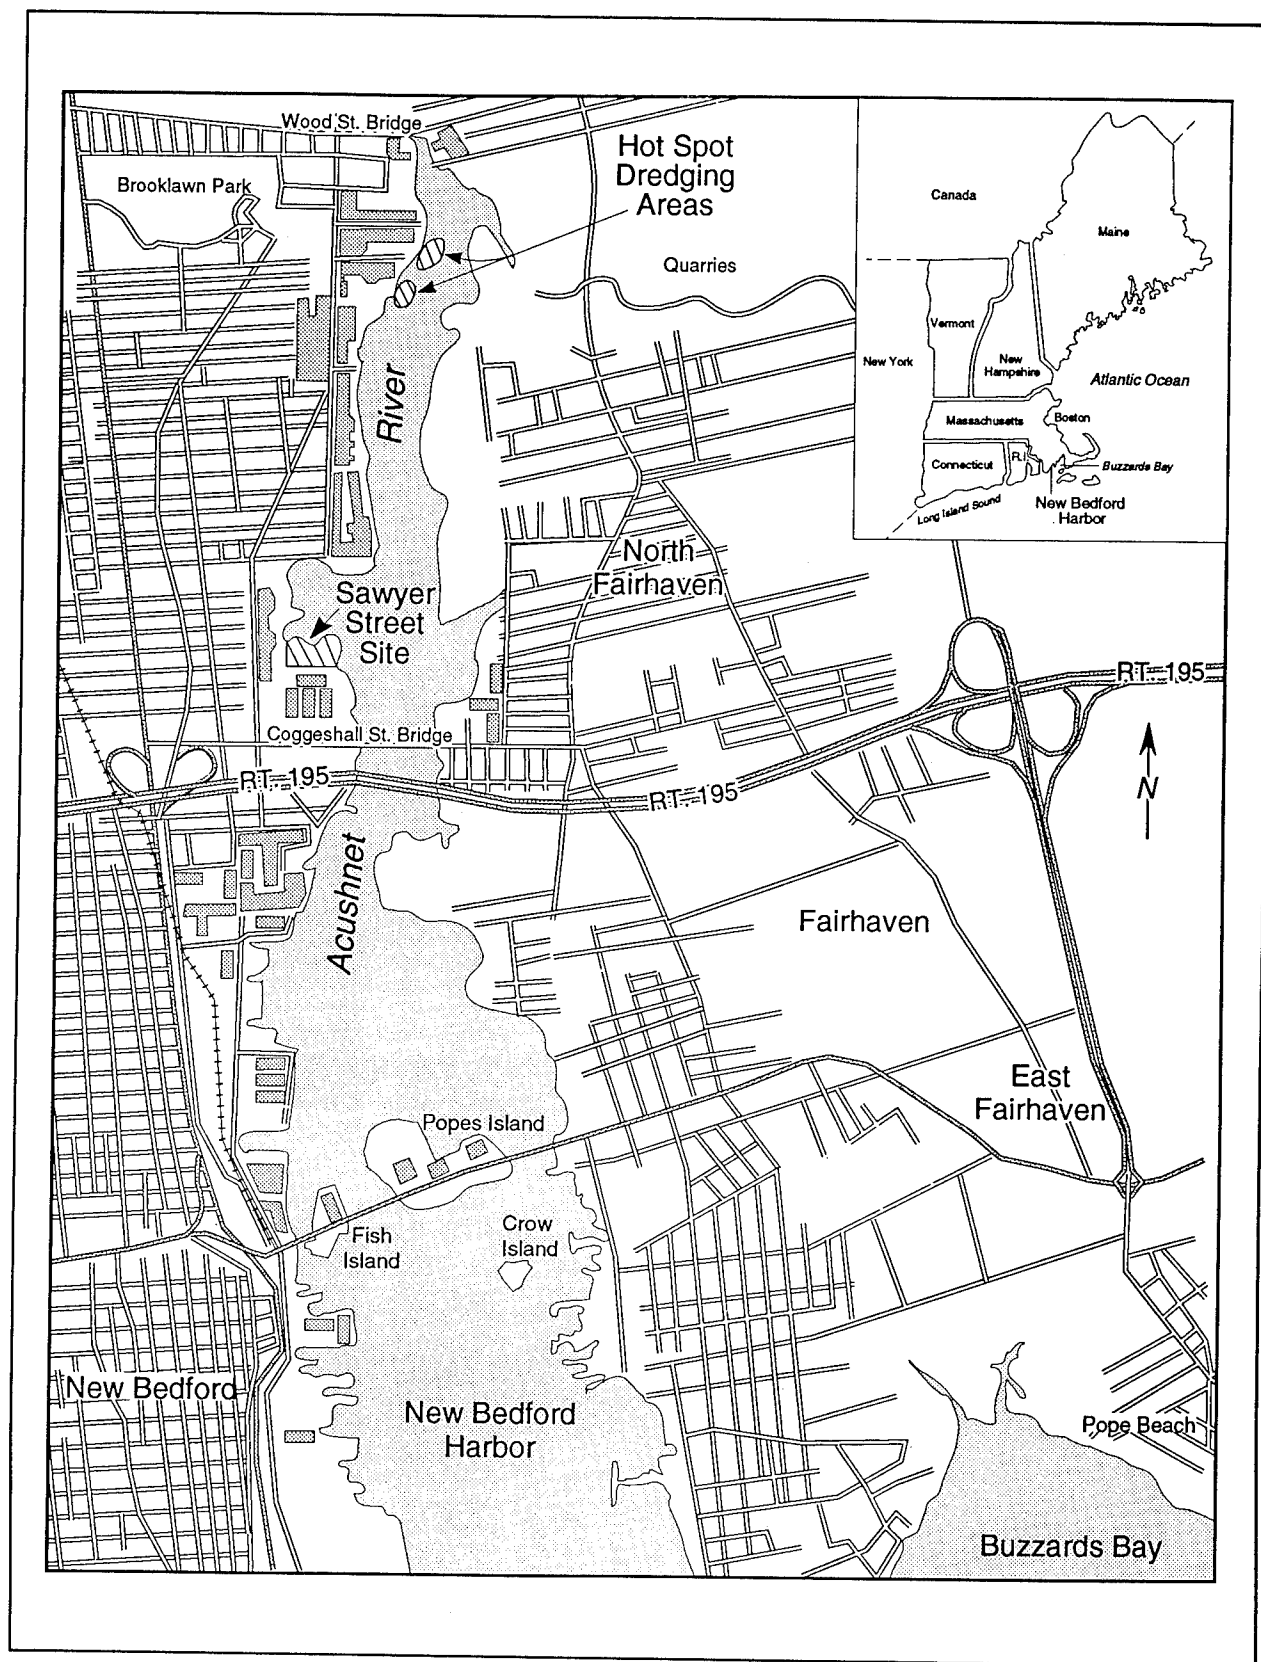 Wood St. Bridge
Hot Spot
Dredging
Areas
Brooklawn Park
Quarries
Canada
Maine
Vermont
New York
New
Hampshire
Atlantic Ocean
Massachusetts
Boston
Connecticut
R.I.
Buzzards Bay
Long Island Sound
New Bedford
Harbor
River
North
Fairhaven
Sawyer
Street
Site
RT. 195
Coggeshall St. Bridge
RT. 195
RT. 195
N
Acushnet
Fairhaven
East
Fairhaven
Popes Island
Fish
Island
Crow
Island
New Bedford
New Bedford
Harbor
Pope Beach
Buzzards Bay